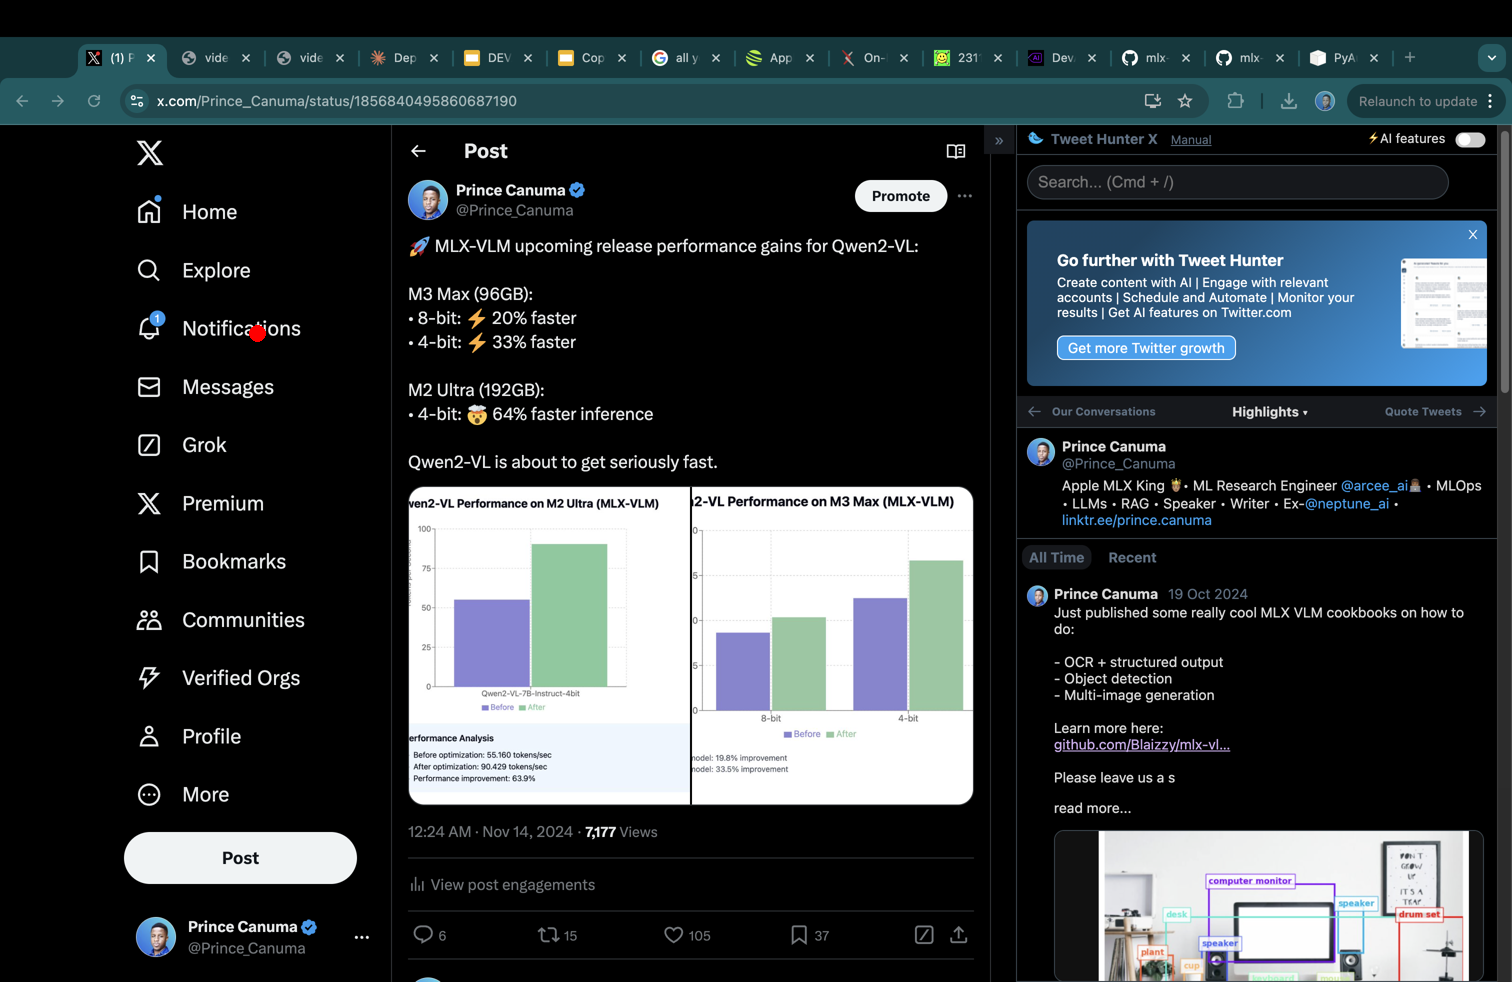 (1) P
vide
vide
Dep
DEV
Cop
all y
App
On-
231
Dev.
mlx-
mlx-
PyA
x.com/Prince_Canuma/status/1856840495860687190
Relaunch to update
Home
Explore
1
Notifications
Messages
Grok
Premium
Bookmarks
Communities
Verified Orgs
Profile
More
Post
Prince Canuma
@Prince_Canuma
Post
Prince Canuma
@Prince_Canuma
Promote
🚀 MLX-VLM upcoming release performance gains for Qwen2-VL:
M3 Max (96GB):
• 8-bit: ⚡ 20% faster
• 4-bit: ⚡ 33% faster
M2 Ultra (192GB):
• 4-bit: 🤯 64% faster inference
Qwen2-VL is about to get seriously fast.
wen2-VL Performance on M2 Ultra (MLX-VLM)
100
75
50
25
0
Qwen2-VL-7B-Instruct-4bit
Before After
erformance Analysis
Before optimization: 55.160 tokens/sec
After optimization: 90.429 tokens/sec
Performance improvement: 63.9%
2-VL Performance on M3 Max (MLX-VLM)
0
5
0
5
0
8-bit 4-bit
Before After
model: 19.8% improvement
model: 33.5% improvement
12:24 AM · Nov 14, 2024 · 7,177 Views
View post engagements
6 15 105 37
Tweet Hunter X Manual
⚡AI features
Search... (Cmd + /)
X
Go further with Tweet Hunter
Create content with AI | Engage with relevant
accounts | Schedule and Automate | Monitor your
results | Get AI features on Twitter.com
Get more Twitter growth
← Our Conversations Highlights ▾ Quote Tweets →
Prince Canuma
@Prince_Canuma
Apple MLX King 🤴• ML Research Engineer @arcee_ai • MLOps
• LLMs • RAG • Speaker • Writer • Ex-@neptune_ai •
linktr.ee/prince.canuma
All Time Recent
Prince Canuma 19 Oct 2024
Just published some really cool MLX VLM cookbooks on how to
do:
- OCR + structured output
- Object detection
- Multi-image generation
Learn more here:
github.com/Blaizzy/mlx-vl...
Please leave us a s
read more...
computer monitor
PON'T
GROW
UP
IT'S A
TRAP
speaker
desk
drum set
speaker
plant
cup
keyboard